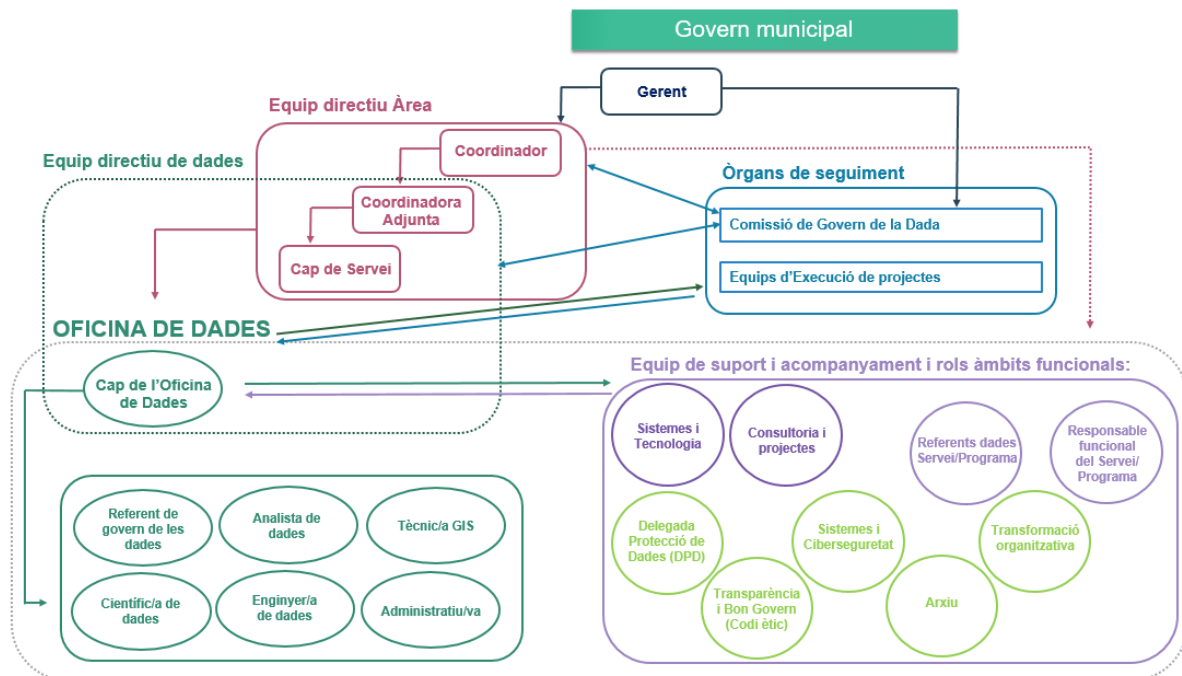 Govern municipal
Gerent
Equip directiu Àrea
Coordinador
Equip directiu de dades
Òrgans de seguiment
Coordinadora
Adjunta
Comissió de Govern de la Dada
Cap de Servei
Equips d'Execució de projectes
OFICINA DE DADES
Equip de suport i acompanyament i rols àmbits funcionals:
Cap de l'Oficina
de Dades
Sistemes i
Tecnologia
Consultoria i
projectes
Referents dades
Servei/Programa
Responsable
funcional
del Servei/
Programa
Referent de
govern de les
dades
Analista de
dades
Tècnic/a GIS
Delegada
Protecció de
Dades (DPD)
Sistemes i
Ciberseguretat
Transformació
organitzativa
Científic/a de
dades
Enginyer/a
de dades
Administratiu/va
Transparència
i Bon Govern
(Codi ètic)
Arxiu